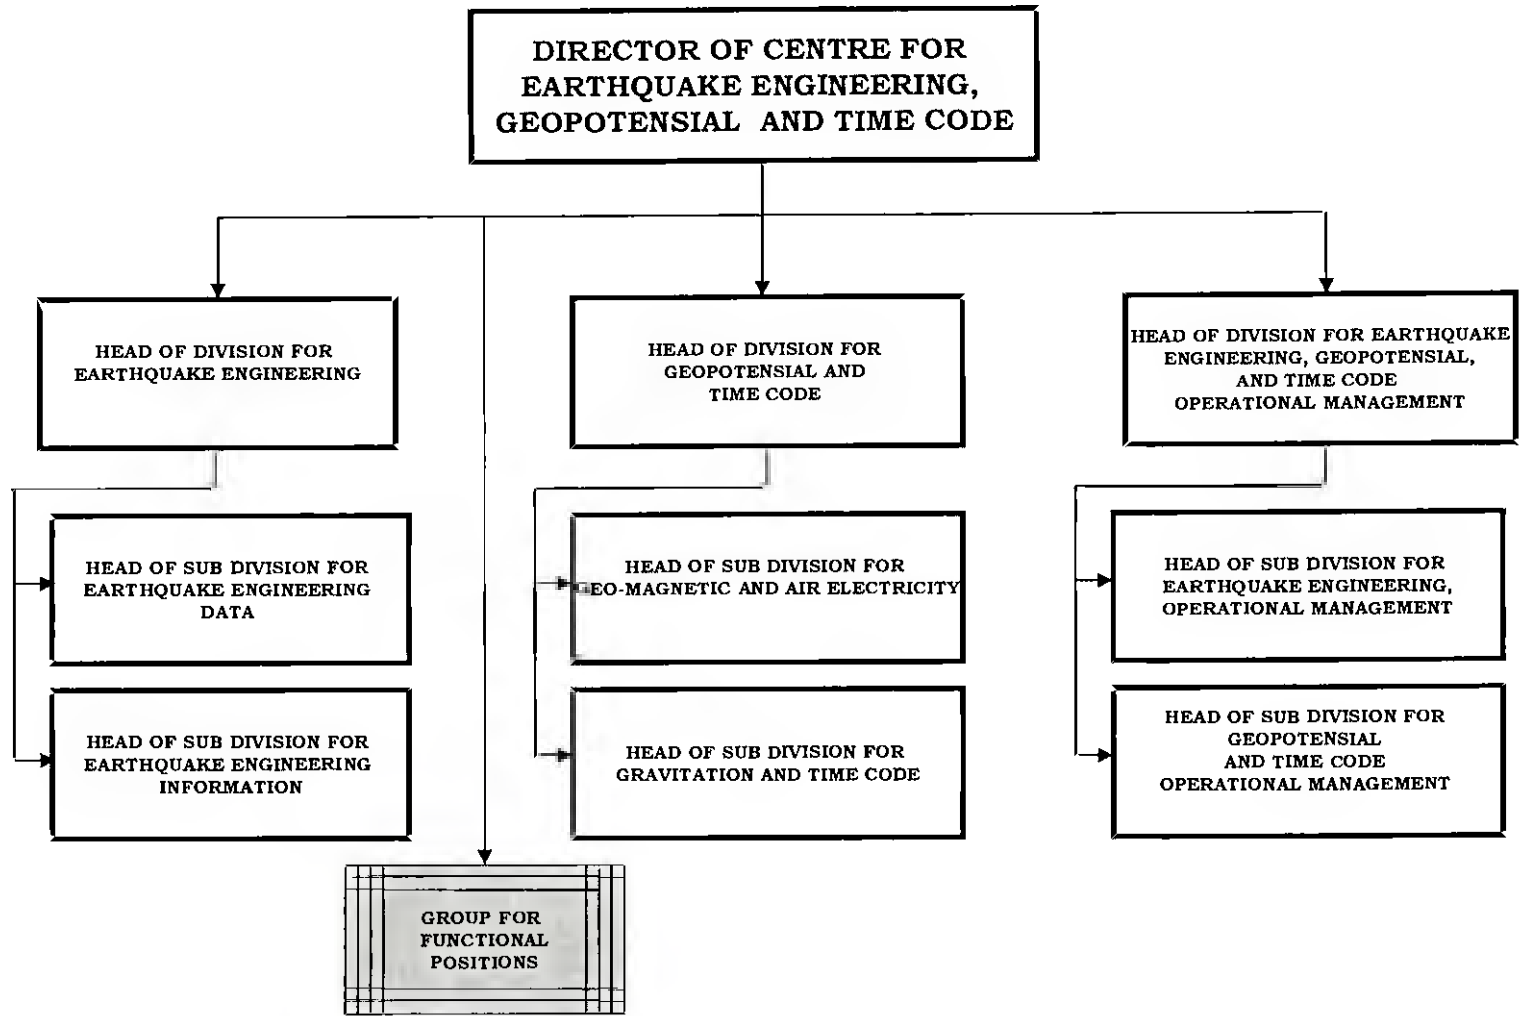 DIRECTOR OF CENTRE FOR
EARTHQUAKE ENGINEERING,
GEOPOTENSIAL AND TIME CODE
HEAD OF DIVISION FOR
EARTHQUAKE ENGINEERING
HEAD OF DIVISION FOR
GEOPOTENSIAL AND
TIME CODE
HEAD OF DIVISION FOR EARTHQUAKE
ENGINEERING, GEOPOTENSIAL,
AND TIME CODE
OPERATIONAL MANAGEMENT
HEAD OF SUB DIVISION FOR
EARTHQUAKE ENGINEERING
DATA
HEAD OF SUB DIVISION FOR
GEO-MAGNETIC AND AIR ELECTRICITY
HEAD OF SUB DIVISION FOR
EARTHQUAKE ENGINEERING,
OPERATIONAL MANAGEMENT
HEAD OF SUB DIVISION FOR
EARTHQUAKE ENGINEERING
INFORMATION
HEAD OF SUB DIVISION FOR
GRAVITATION AND TIME CODE
HEAD OF SUB DIVISION FOR
GEOPOTENSIAL
AND TIME CODE
OPERATIONAL MANAGEMENT
GROUP FOR
FUNCTIONAL
POSITIONS